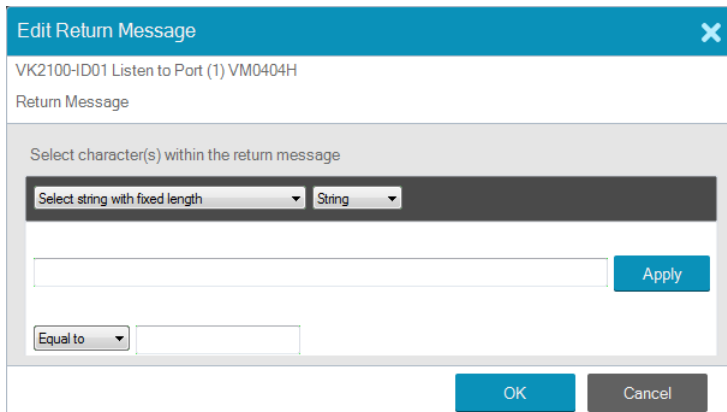 Edit Return Message
VK2100-ID01 Listen to Port (1) VM0404H
Return Message
Select character(s) within the return message
Select string with fixed length String
Apply
Equal to
OK Cancel